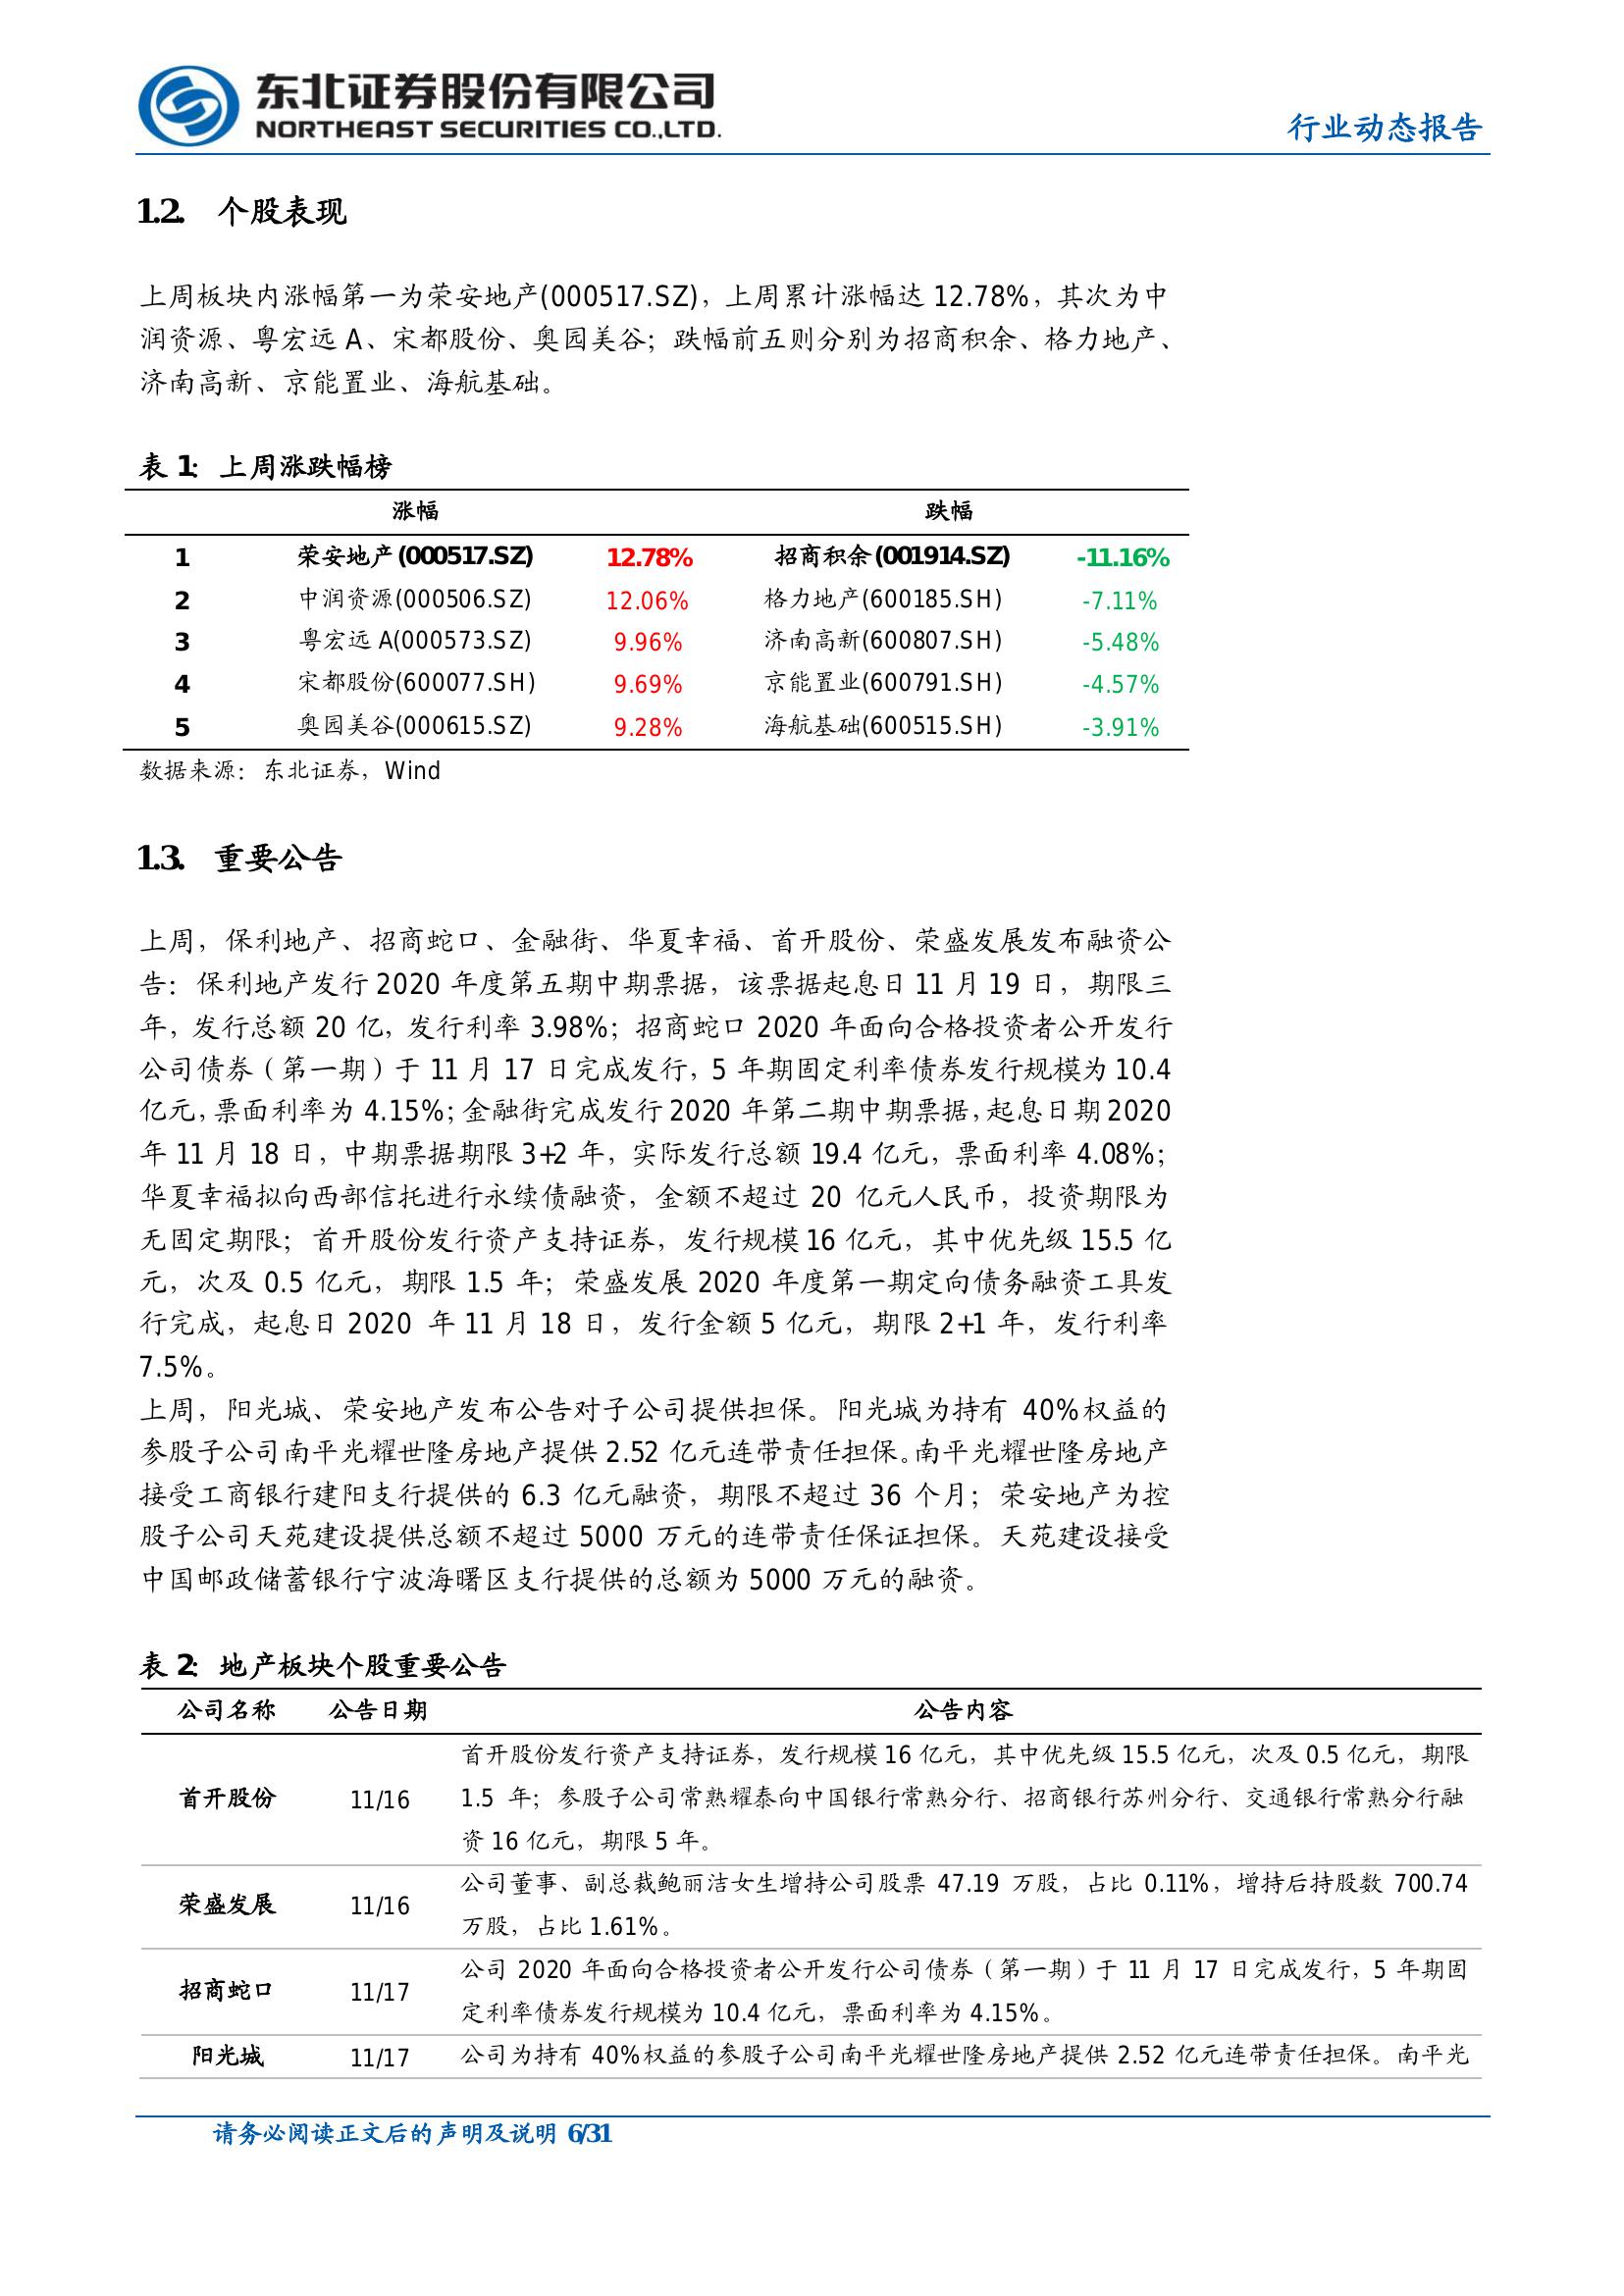 东北证券股份有限公司
NORTHEAST SECURITIES CO.,LTD.
行业动态报告
1.2. 个股表现
上周板块内涨幅第一为荣安地产(000517.SZ)，上周累计涨幅达 12.78%，其次为中
润资源、粤宏远 A、宋都股份、奥园美谷；跌幅前五则分别为招商积余、格力地产、
济南高新、京能置业、海航基础。
表 1：上周涨跌幅榜
涨幅 跌幅
1 荣安地产(000517.SZ) 12.78% 招商积余(001914.SZ) -11.16%
2 中润资源(000506.SZ) 12.06% 格力地产(600185.SH) -7.11%
3 粤宏远 A(000573.SZ) 9.96% 济南高新(600807.SH) -5.48%
4 宋都股份(600077.SH) 9.69% 京能置业(600791.SH) -4.57%
5 奥园美谷(000615.SZ) 9.28% 海航基础(600515.SH) -3.91%
数据来源：东北证券，Wind
1.3. 重要公告
上周，保利地产、招商蛇口、金融街、华夏幸福、首开股份、荣盛发展发布融资公
告：保利地产发行 2020 年度第五期中期票据，该票据起息日 11 月 19 日，期限三
年，发行总额 20 亿，发行利率 3.98%；招商蛇口 2020 年面向合格投资者公开发行
公司债券（第一期）于 11 月 17 日完成发行，5 年期固定利率债券发行规模为 10.4
亿元，票面利率为 4.15%；金融街完成发行 2020 年第二期中期票据，起息日期 2020
年 11 月 18 日，中期票据期限 3+2 年，实际发行总额 19.4 亿元，票面利率 4.08%；
华夏幸福拟向西部信托进行永续债融资，金额不超过 20 亿元人民币，投资期限为
无固定期限；首开股份发行资产支持证券，发行规模 16 亿元，其中优先级 15.5 亿
元，次及 0.5 亿元，期限 1.5 年；荣盛发展 2020 年度第一期定向债务融资工具发
行完成，起息日 2020 年 11 月 18 日，发行金额 5 亿元，期限 2+1 年，发行利率
7.5%。
上周，阳光城、荣安地产发布公告对子公司提供担保。阳光城为持有 40%权益的
参股子公司南平光耀世隆房地产提供 2.52 亿元连带责任担保。南平光耀世隆房地产
接受工商银行建阳支行提供的 6.3 亿元融资，期限不超过 36 个月；荣安地产为控
股子公司天苑建设提供总额不超过 5000 万元的连带责任保证担保。天苑建设接受
中国邮政储蓄银行宁波海曙区支行提供的总额为 5000 万元的融资。
表 2：地产板块个股重要公告
公司名称 公告日期 公告内容
首开股份 11/16 首开股份发行资产支持证券，发行规模 16 亿元，其中优先级 15.5 亿元，次及 0.5 亿元，期限
1.5 年；参股子公司常熟耀泰向中国银行常熟分行、招商银行苏州分行、交通银行常熟分行融
资 16 亿元，期限 5 年。
荣盛发展 11/16 公司董事、副总裁鲍丽洁女生增持公司股票 47.19 万股，占比 0.11%，增持后持股数 700.74
万股，占比 1.61%。
招商蛇口 11/17 公司 2020 年面向合格投资者公开发行公司债券（第一期）于 11 月 17 日完成发行，5 年期固
定利率债券发行规模为 10.4 亿元，票面利率为 4.15%。
阳光城 11/17 公司为持有 40%权益的参股子公司南平光耀世隆房地产提供 2.52 亿元连带责任担保。南平光
请务必阅读正文后的声明及说明 6/31